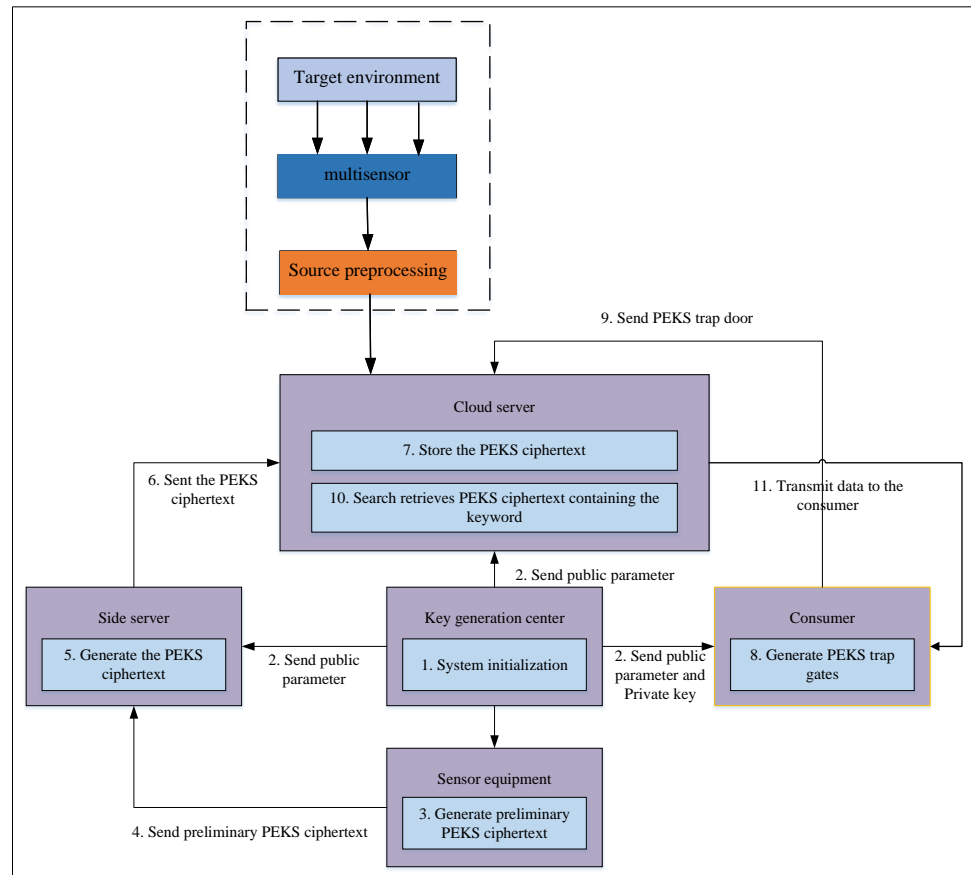 Target environment
multisensor
Source preprocessing
9. Send PEKS trap door
Cloud server
7. Store the PEKS ciphertext
6. Sent the PEKS
ciphertext
10. Search retrieves PEKS ciphertext containing the
keyword
11. Transmit data to the
consumer
2. Send public parameter
Side server
5. Generate the PEKS
ciphertext
2. Send public
parameter
Key generation center
1. System initialization
2. Send public
parameter and
Private key
Consumer
8. Generate PEKS trap
gates
Sensor equipment
3. Generate preliminary
PEKS ciphertext
4. Send preliminary PEKS ciphertext